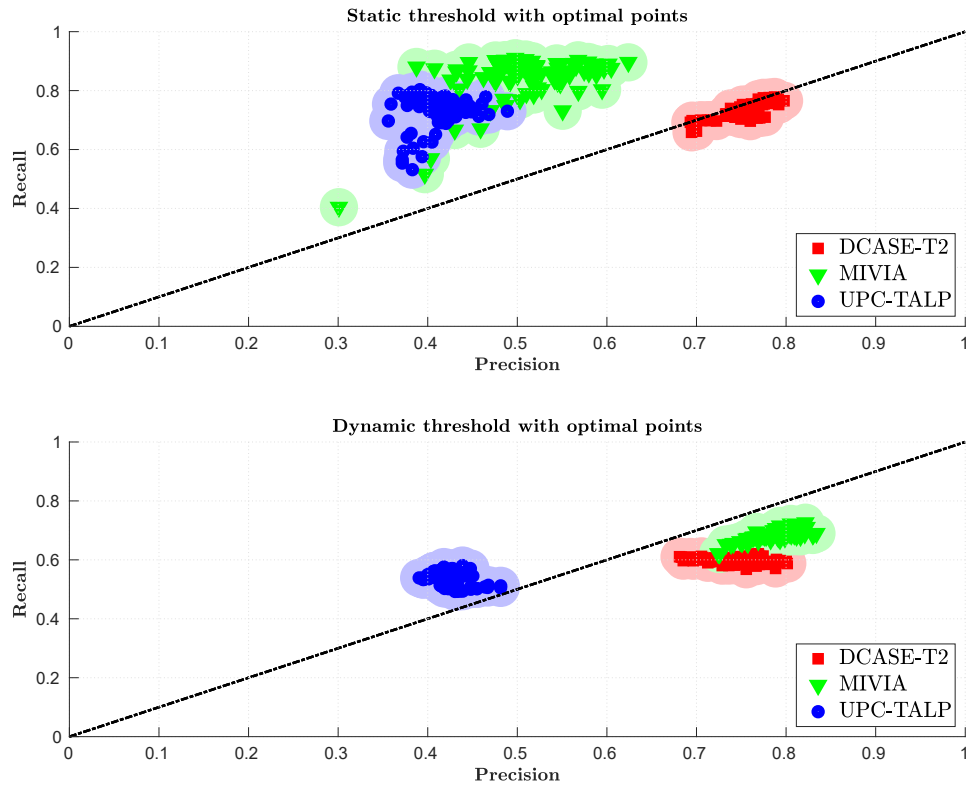 Static threshold with optimal points
1
0.8
0.6
0.4
0.2
0
Recall
DCASE-T2
MIVIA
UPC-TALP
0 0.1 0.2 0.3 0.4 0.5 0.6 0.7 0.8 0.9 1
Precision
Dynamic threshold with optimal points
1
0.8
0.6
0.4
0.2
0
Recall
DCASE-T2
MIVIA
UPC-TALP
0 0.1 0.2 0.3 0.4 0.5 0.6 0.7 0.8 0.9 1
Precision